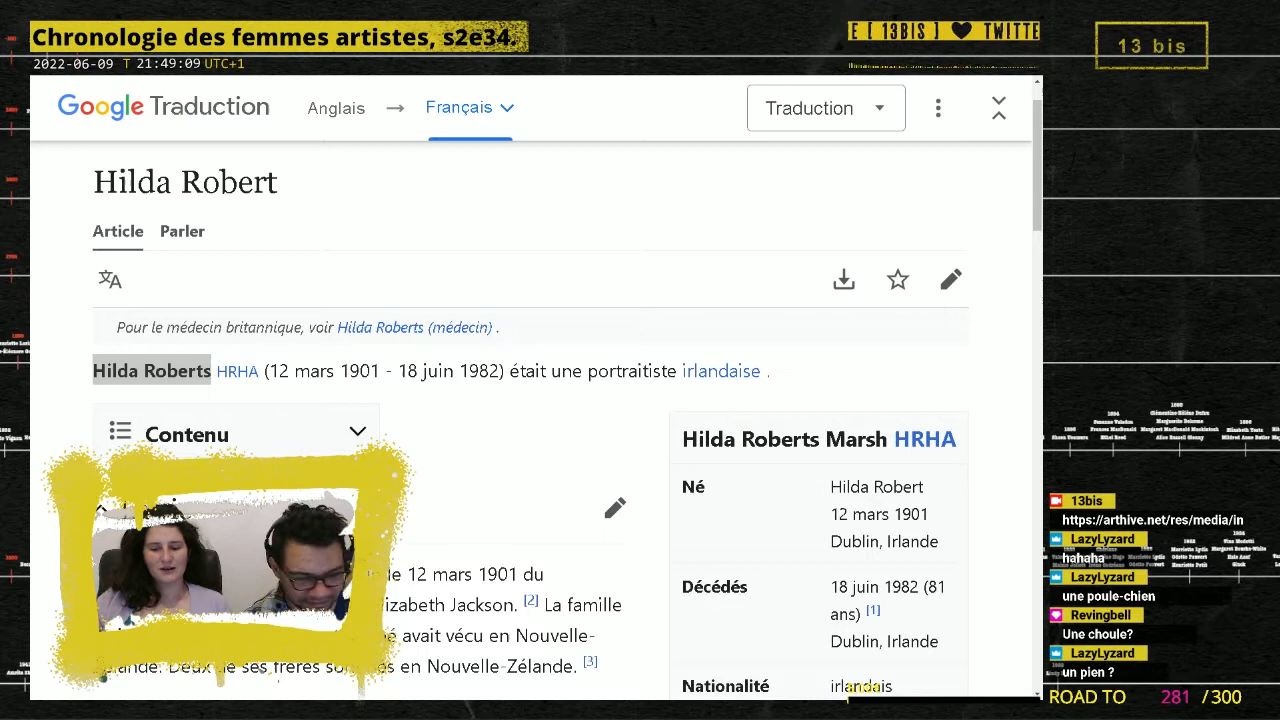 Chronologie des femmes artistes, s2e34.
2022-06-09 T 21:49:09 UTC+1
E [ 13BIS ] ♥ TWITTE
13 bis
Google Traduction
Anglais → Français
Traduction
Hilda Robert
Article Parler
Pour le médecin britannique, voir Hilda Roberts (médecin) .
Hilda Roberts HRHA (12 mars 1901 - 18 juin 1982) était une portraitiste irlandaise .
Contenu
Hilda Roberts Marsh HRHA
Né Hilda Robert
12 mars 1901
Dublin, Irlande
Décédés 18 juin 1982 (81
ans) [1]
Dublin, Irlande
Nationalité irlandais
le 12 mars 1901 du
izabeth Jackson. [2] La famille
é avait vécu en Nouvelle-
lande. Deux de ses frères so s en Nouvelle-Zélande. [3]
13bis
https://arthive.net/res/media/in
LazyLyzard
hahaha
LazyLyzard
une poule-chien
Revingbell
Une choule?
LazyLyzard
un pien ?
ROAD TO 281 / 300